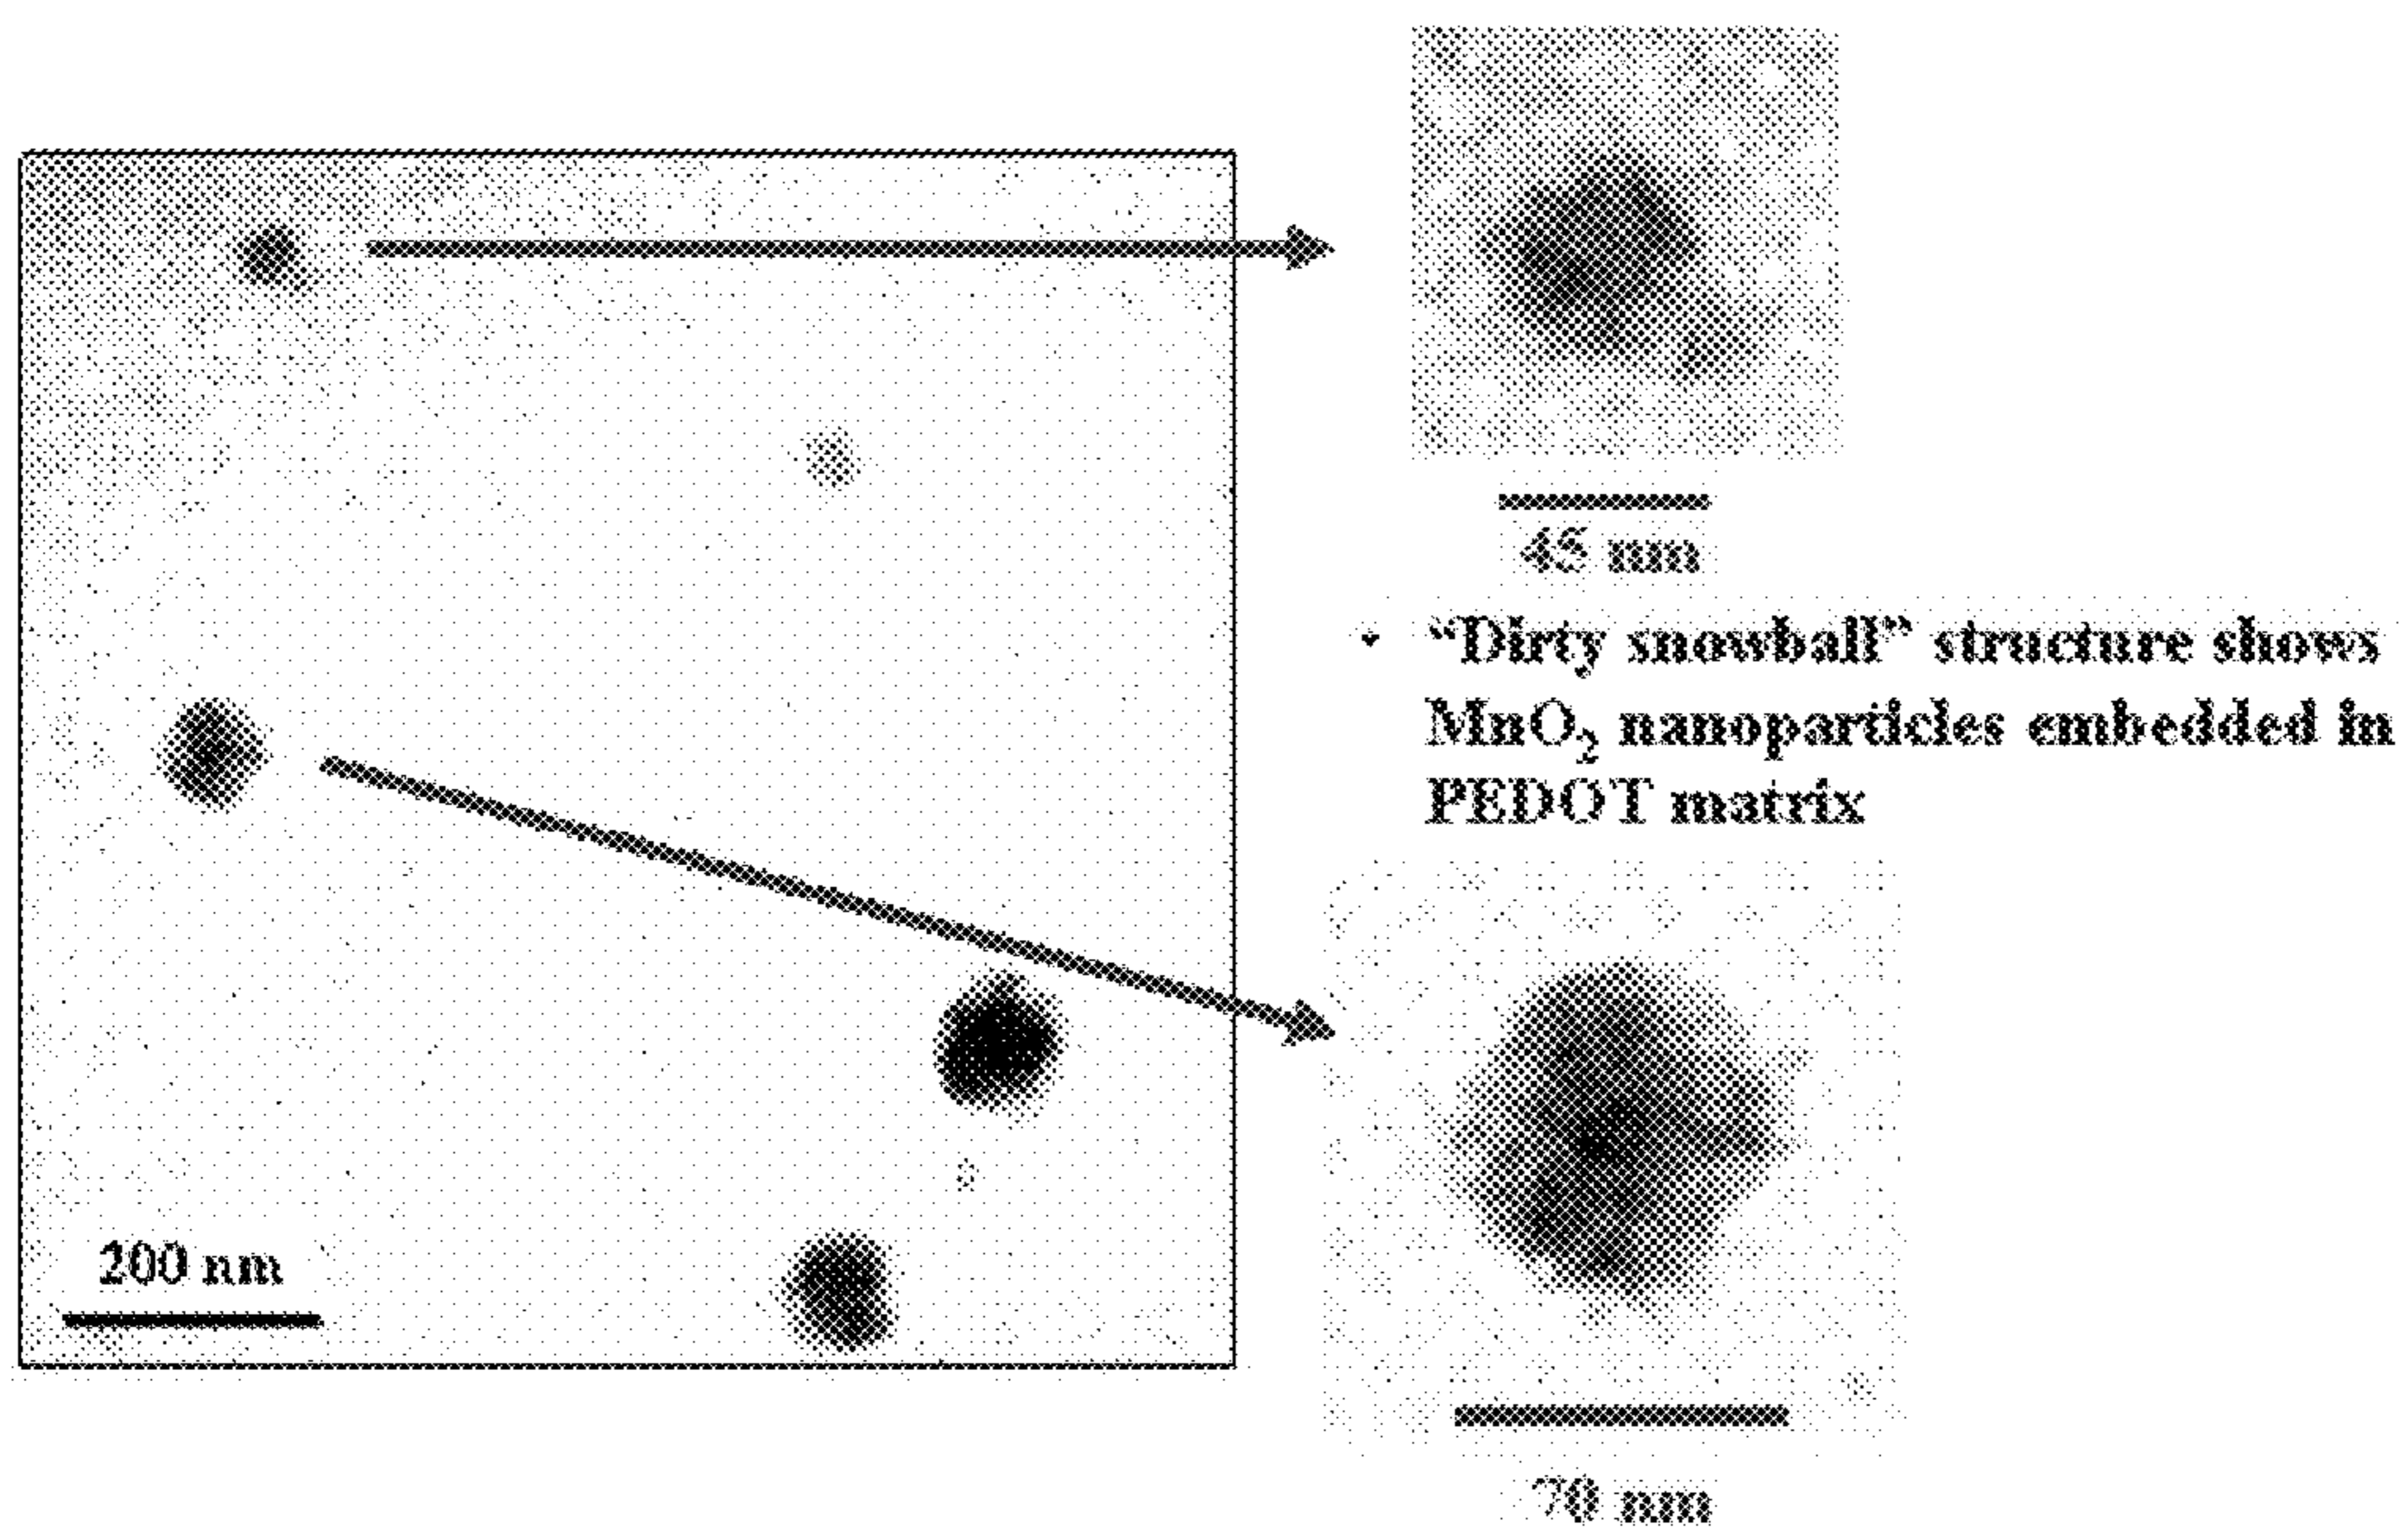 45 nm
• “Dirty snowball” structure shows
MnO₂ nanoparticles embedded in
PEDOT matrix
200 nm
70 nm